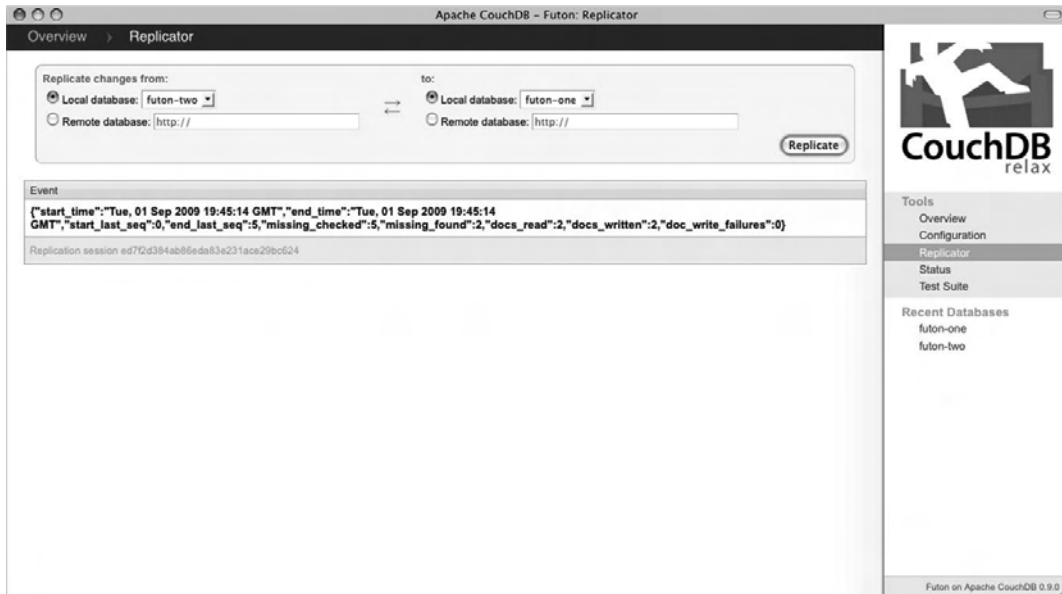 Apache CouchDB – Futon: Replicator
Overview › Replicator
Replicate changes from:
Local database: futon-two
Remote database: http://
to:
Local database: futon-one
Remote database: http://
Replicate
Event
{"start_time":"Tue, 01 Sep 2009 19:45:14 GMT","end_time":"Tue, 01 Sep 2009 19:45:14
GMT","start_last_seq":0,"end_last_seq":5,"missing_checked":5,"missing_found":2,"docs_read":2,"docs_written":2,"doc_write_failures":0}
Replication session ed7f2d384ab86eda83e231ace29bc624
CouchDB
relax
Tools
Overview
Configuration
Replicator
Status
Test Suite
Recent Databases
futon-one
futon-two
Futon on Apache CouchDB 0.9.0